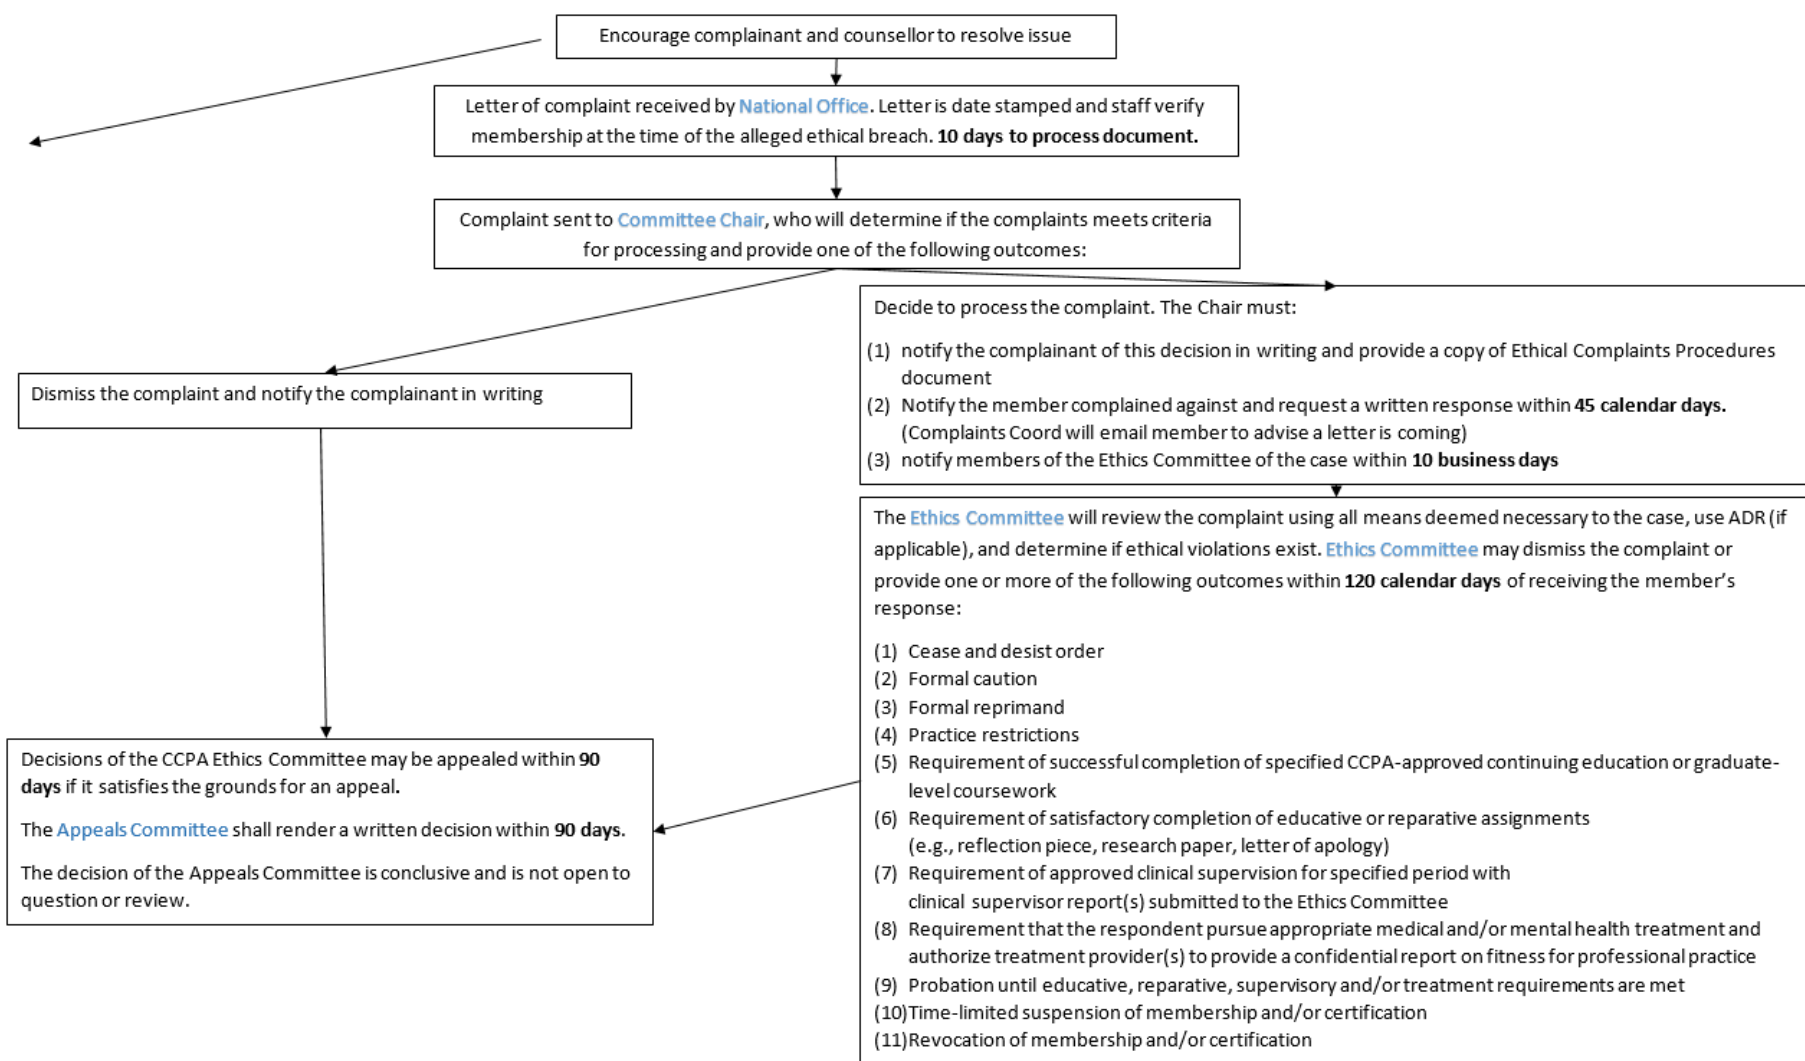 Encourage complainant and counsellor to resolve issue
Letter of complaint received by National Office. Letter is date stamped and staff verify
membership at the time of the alleged ethical breach. 10 days to process document.
Complaint sent to Committee Chair, who will determine if the complaints meets criteria
for processing and provide one of the following outcomes:
Dismiss the complaint and notify the complainant in writing
Decide to process the complaint. The Chair must:
(1) notify the complainant of this decision in writing and provide a copy of Ethical Complaints Procedures
document
(2) Notify the member complained against and request a written response within 45 calendar days.
(Complaints Coord will email member to advise a letter is coming)
(3) notify members of the Ethics Committee of the case within 10 business days
The Ethics Committee will review the complaint using all means deemed necessary to the case, use ADR (if
applicable), and determine if ethical violations exist. Ethics Committee may dismiss the complaint or
provide one or more of the following outcomes within 120 calendar days of receiving the member's
response:
(1) Cease and desist order
(2) Formal caution
(3) Formal reprimand
(4) Practice restrictions
(5) Requirement of successful completion of specified CCPA-approved continuing education or graduate-
level coursework
(6) Requirement of satisfactory completion of educative or reparative assignments
(e.g., reflection piece, research paper, letter of apology)
(7) Requirement of approved clinical supervision for specified period with
clinical supervisor report(s) submitted to the Ethics Committee
(8) Requirement that the respondent pursue appropriate medical and/or mental health treatment and
authorize treatment provider(s) to provide a confidential report on fitness for professional practice
(9) Probation until educative, reparative, supervisory and/or treatment requirements are met
(10)Time-limited suspension of membership and/or certification
(11)Revocation of membership and/or certification
Decisions of the CCPA Ethics Committee may be appealed within 90
days if it satisfies the grounds for an appeal.
The Appeals Committee shall render a written decision within 90 days.
The decision of the Appeals Committee is conclusive and is not open to
question or review.